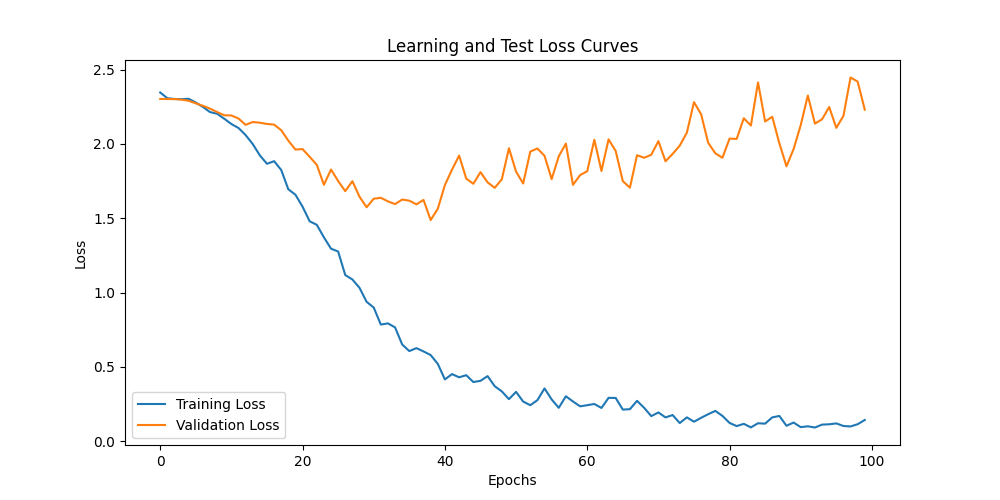 Learning and Test Loss Curves
2.5
2.0
1.5
1.0
0.5
0.0
Loss
Training Loss
Validation Loss
0 20 40 60 80 100
Epochs